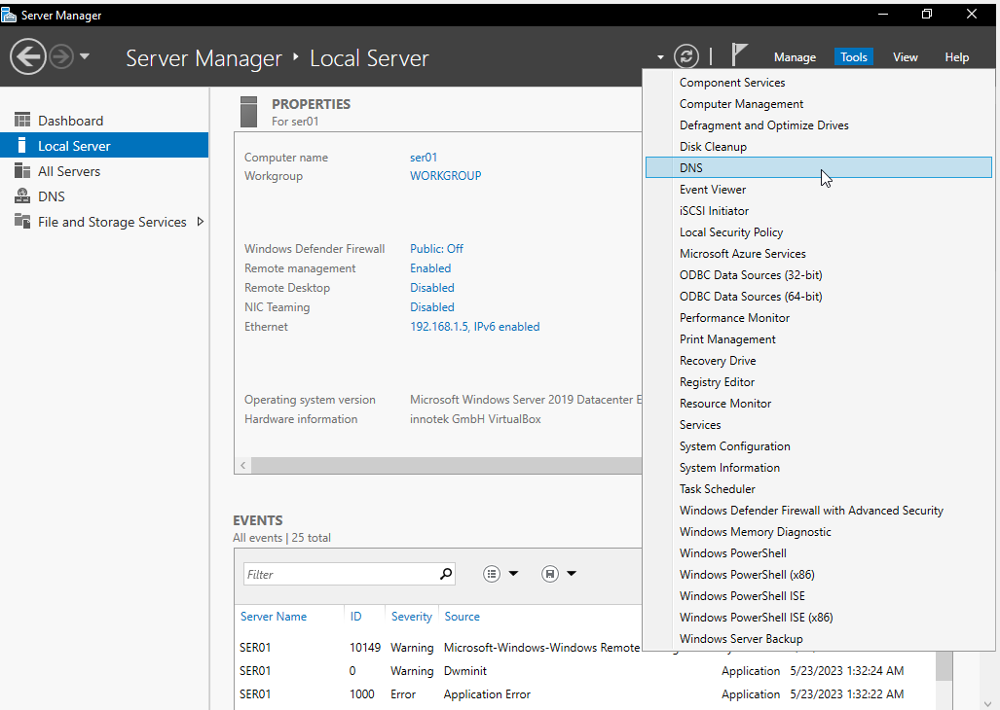 Server Manager
Server Manager
Local Server
Manage
Tools
View
Help
Dashboard
Local Server
All Servers
DNS
File and Storage Services
PROPERTIES
For ser01
Computer name ser01
Workgroup WORKGROUP
Windows Defender Firewall Public: Off
Remote management Enabled
Remote Desktop Disabled
NIC Teaming Disabled
Ethernet 192.168.1.5, IPv6 enabled
Operating system version Microsoft Windows Server 2019 Datacenter E
Hardware information innotek GmbH VirtualBox
EVENTS
All events | 25 total
Filter
Server Name ID Severity Source
SER01 10149 Warning Microsoft-Windows-Windows Remote
SER01 0 Warning Dwminit Application 5/23/2023 1:32:24 AM
SER01 1000 Error Application Error Application 5/23/2023 1:32:22 AM
Component Services
Computer Management
Defragment and Optimize Drives
Disk Cleanup
DNS
Event Viewer
iSCSI Initiator
Local Security Policy
Microsoft Azure Services
ODBC Data Sources (32-bit)
ODBC Data Sources (64-bit)
Performance Monitor
Print Management
Recovery Drive
Registry Editor
Resource Monitor
Services
System Configuration
System Information
Task Scheduler
Windows Defender Firewall with Advanced Security
Windows Memory Diagnostic
Windows PowerShell
Windows PowerShell (x86)
Windows PowerShell ISE
Windows PowerShell ISE (x86)
Windows Server Backup